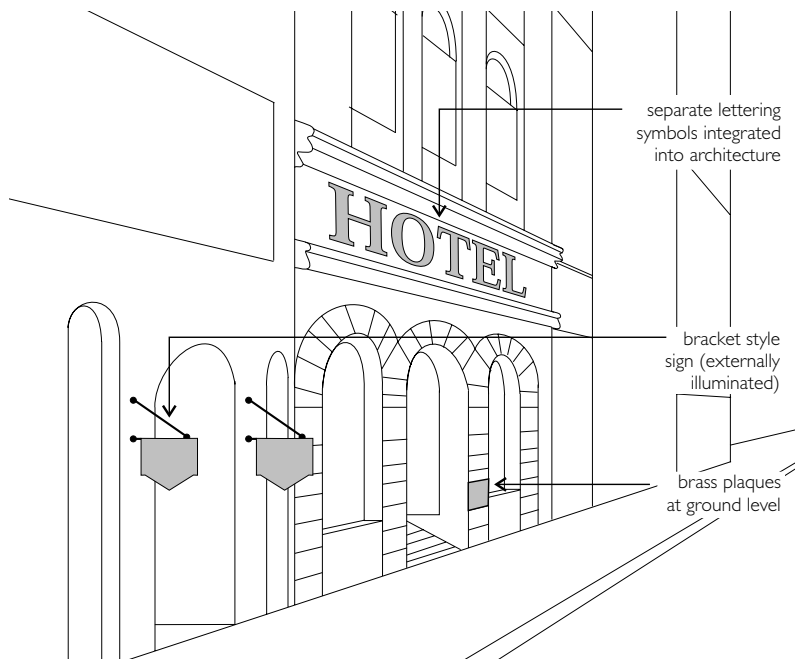 separate lettering
symbols integrated
into architecture
HOTEL
bracket style
sign (externally
illuminated)
brass plaques
at ground level